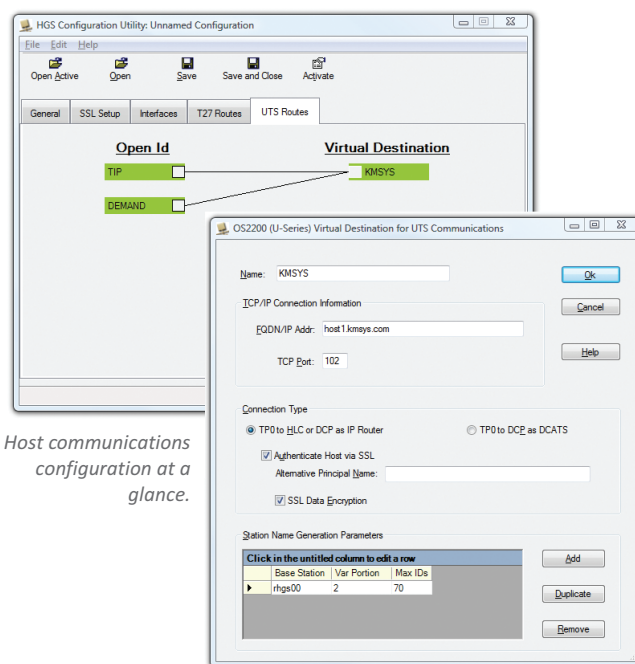 HGS Configuration Utility: Unnamed Configuration
File Edit Help
Open Active Open Save Save and Close Activate
General SSL Setup Interfaces T27 Routes UTS Routes
Open Id Virtual Destination
TIP KMSYS
DEMAND
OS2200 (U-Series) Virtual Destination for UTS Communications
Name: KMSYS Ok
TCP/IP Connection Information Cancel
FQDN/IP Addr: host1.kmsys.com
TCP Port: 102 Help
Connection Type
TP0 to HLC or DCP as IP Router TP0 to DCP as DCATS
Authenticate Host via SSL
Alternative Principal Name:
SSL Data Encryption
Station Name Generation Parameters
Click in the untitled column to edit a row Add
Base Station Var Portion Max IDs
rhgs00 2 70
Duplicate
Remove
Host communications
configuration at a
glance.